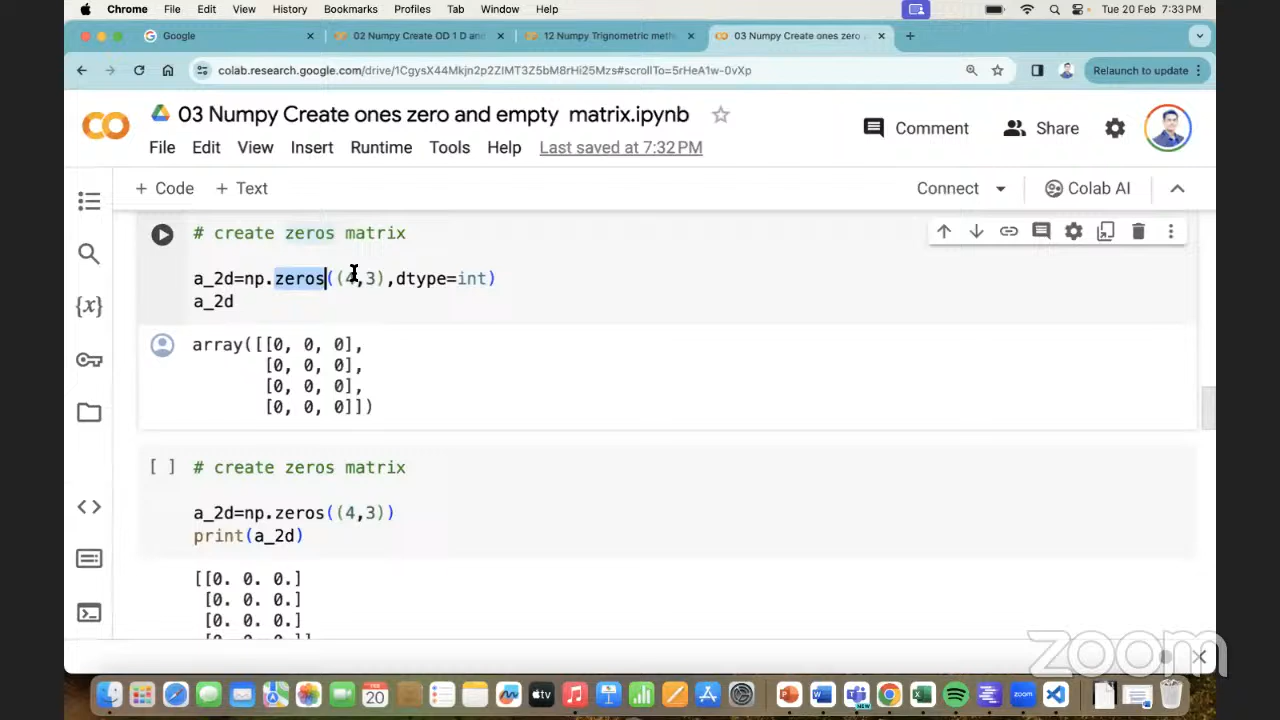 Chrome File Edit View History Bookmarks Profiles Tab Window Help Tue 20 Feb 7:33 PM
Google 02 Numpy Create OD 1 D and 12 Numpy Trignometric meth 03 Numpy Create ones zero
colab.research.google.com/drive/1CgysX44Mkjn2p2ZIMT3Z5bM8rHi25Mzs#scrollTo=5rHeA1w-0vXp Relaunch to update
CO 03 Numpy Create ones zero and empty matrix.ipynb
File Edit View Insert Runtime Tools Help Last saved at 7:32 PM
Comment Share
+ Code + Text Connect Colab AI
# create zeros matrix
a_2d=np.zeros((4,3),dtype=int)
a_2d
array([[0, 0, 0],
[0, 0, 0],
[0, 0, 0],
[0, 0, 0]])
[ ] # create zeros matrix
a_2d=np.zeros((4,3))
print(a_2d)
[[0. 0. 0.]
[0. 0. 0.]
[0. 0. 0.]
{x}
zoom
FEB 20 tv NEW zoom